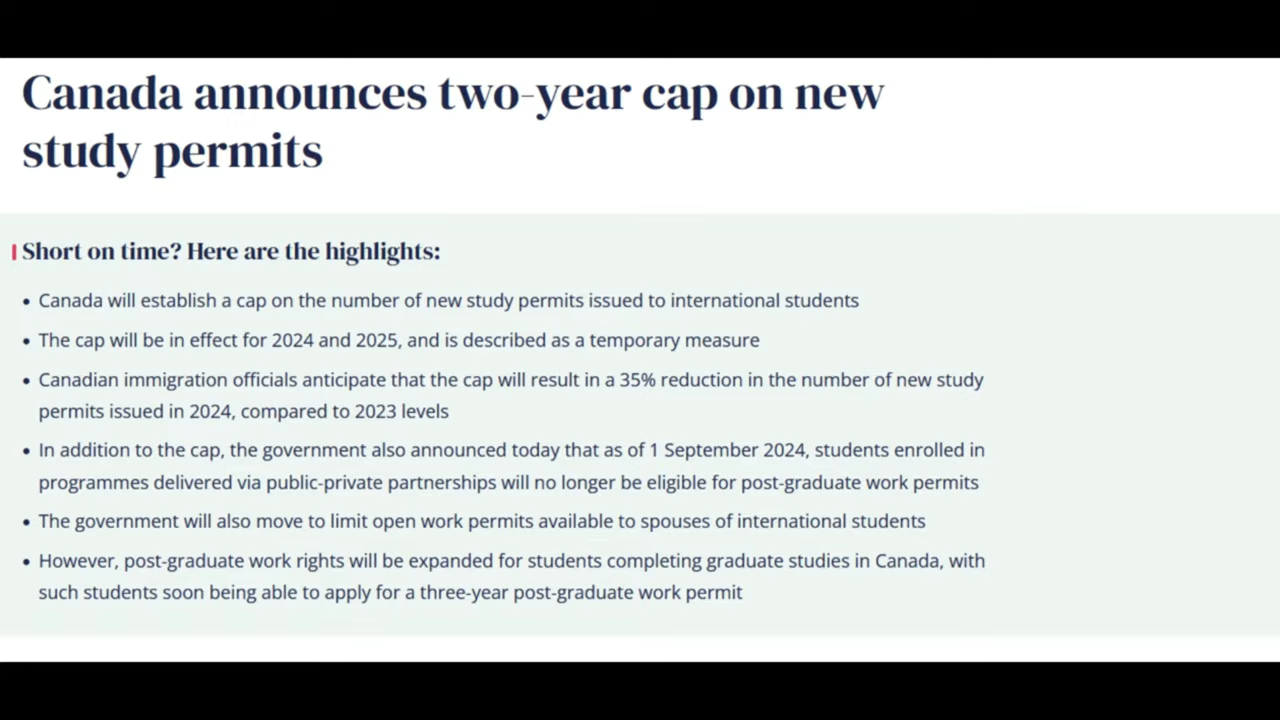 Canada announces two-year cap on new
study permits
Short on time? Here are the highlights:
• Canada will establish a cap on the number of new study permits issued to international students
• The cap will be in effect for 2024 and 2025, and is described as a temporary measure
• Canadian immigration officials anticipate that the cap will result in a 35% reduction in the number of new study
permits issued in 2024, compared to 2023 levels
• In addition to the cap, the government also announced today that as of 1 September 2024, students enrolled in
programmes delivered via public-private partnerships will no longer be eligible for post-graduate work permits
• The government will also move to limit open work permits available to spouses of international students
• However, post-graduate work rights will be expanded for students completing graduate studies in Canada, with
such students soon being able to apply for a three-year post-graduate work permit